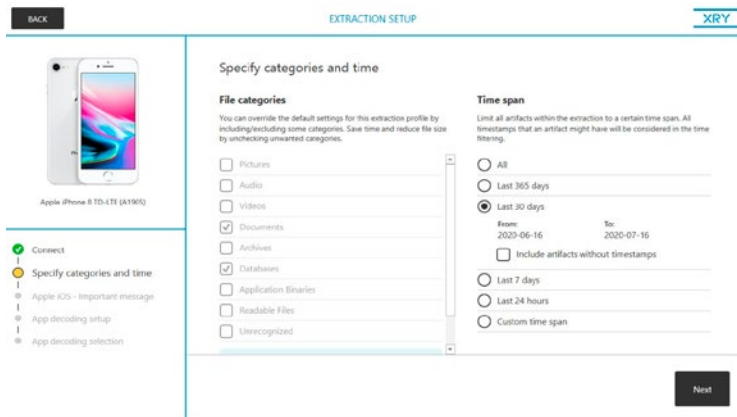 BACK
EXTRACTION SETUP
XRY
Apple iPhone 8 TD-LTE (A1905)
Connect
Specify categories and time
Apple iOS - Important message
App decoding setup
App decoding selection
Specify categories and time
File categories
You can override the default settings for this extraction profile by
including/excluding some categories. Save time and reduce file size
by unchecking unwanted categories.
Pictures
Audio
Videos
Documents
Archives
Databases
Application Binaries
Readable Files
Unrecognized
Time span
Limit all artifacts within the extraction to a certain time span. All
timestamps that an artifact might have will be considered in the time
filtering.
All
Last 365 days
Last 30 days
From: To:
2020-06-16 2020-07-16
Include artifacts without timestamps
Last 7 days
Last 24 hours
Custom time span
Next